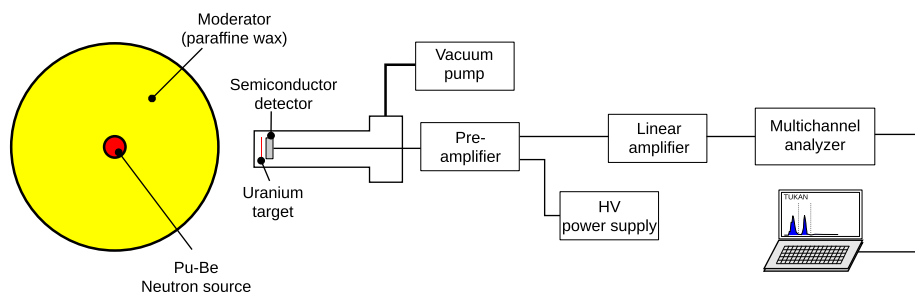 Moderator
(paraffine wax)
Semiconductor
detector
Vacuum
pump
Pre-
amplifier
Linear
amplifier
Multichannel
analyzer
Uranium
target
HV
power supply
TUKAN
Pu-Be
Neutron source